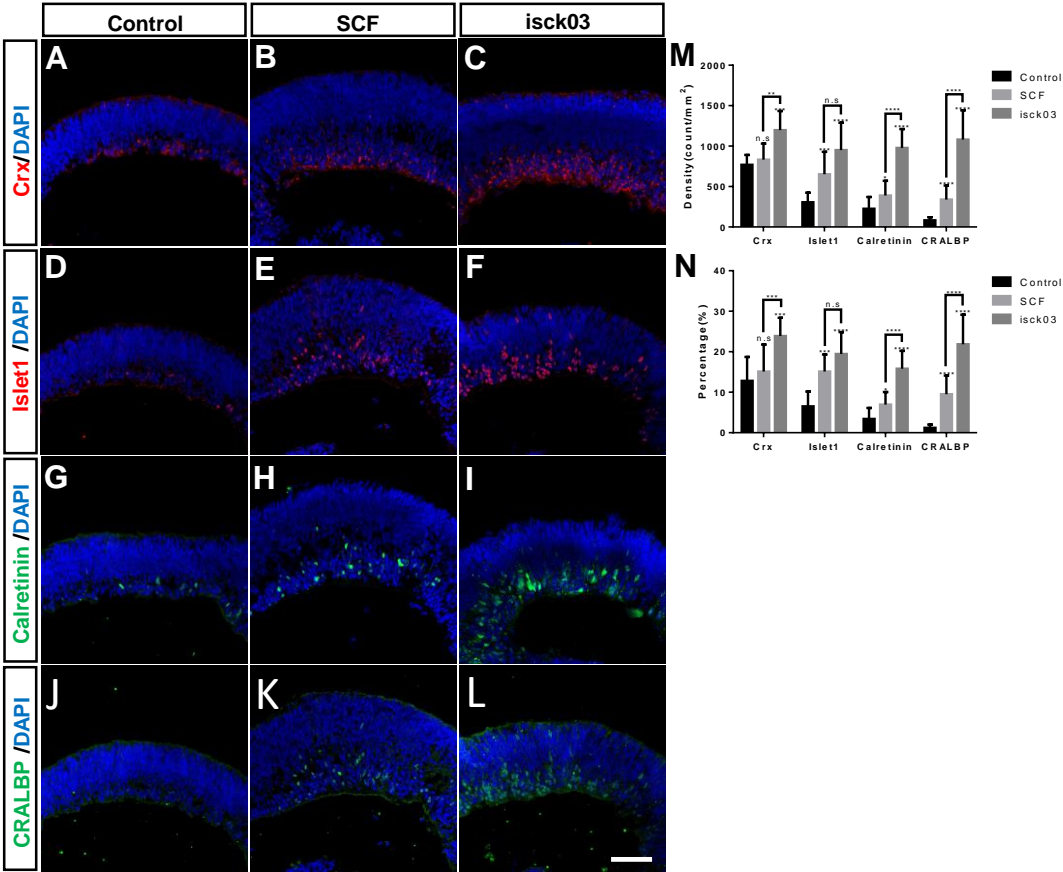 Control SCF isck03
A B C
Crx/DAPI
D E F
Islet1 /DAPI
G H I
Calretinin /DAPI
J K L
CRALBP /DAPI
M
2000
1500
1000
500
0
Density(count/mm²)
n.s
**
***
***
n.s
****
*
****
****
****
****
****
Crx Islet1 Calretinin CRALBP
Control
SCF
isck03
N
40
30
20
10
0
Percentage(%)
n.s
***
***
***
n.s
****
*
****
****
****
****
****
Crx Islet1 Calretinin CRALBP
Control
SCF
isck03